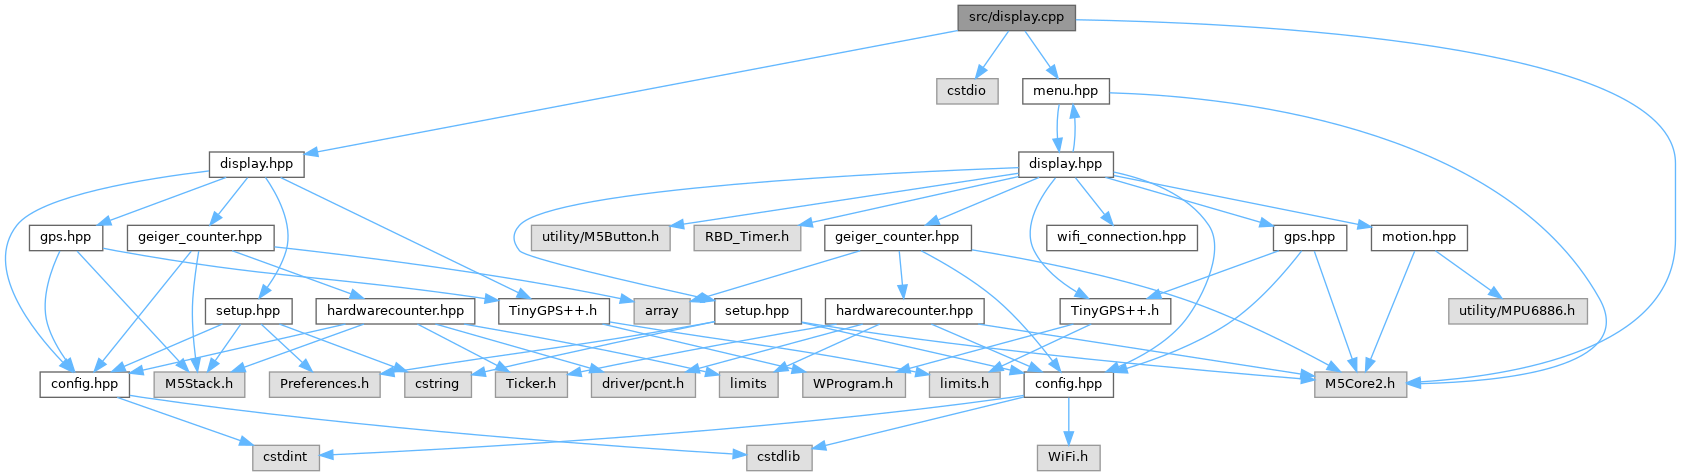 src/display.cpp
cstdio
menu.hpp
display.hpp
display.hpp
gps.hpp
geiger_counter.hpp
utility/M5Button.h
RBD_Timer.h
geiger_counter.hpp
wifi_connection.hpp
gps.hpp
motion.hpp
setup.hpp
hardwarecounter.hpp
TinyGPS++.h
array
setup.hpp
hardwarecounter.hpp
TinyGPS++.h
utility/MPU6886.h
config.hpp
M5Stack.h
Preferences.h
cstring
Ticker.h
driver/pcnt.h
limits
WProgram.h
limits.h
config.hpp
M5Core2.h
cstdint
cstdlib
WiFi.h